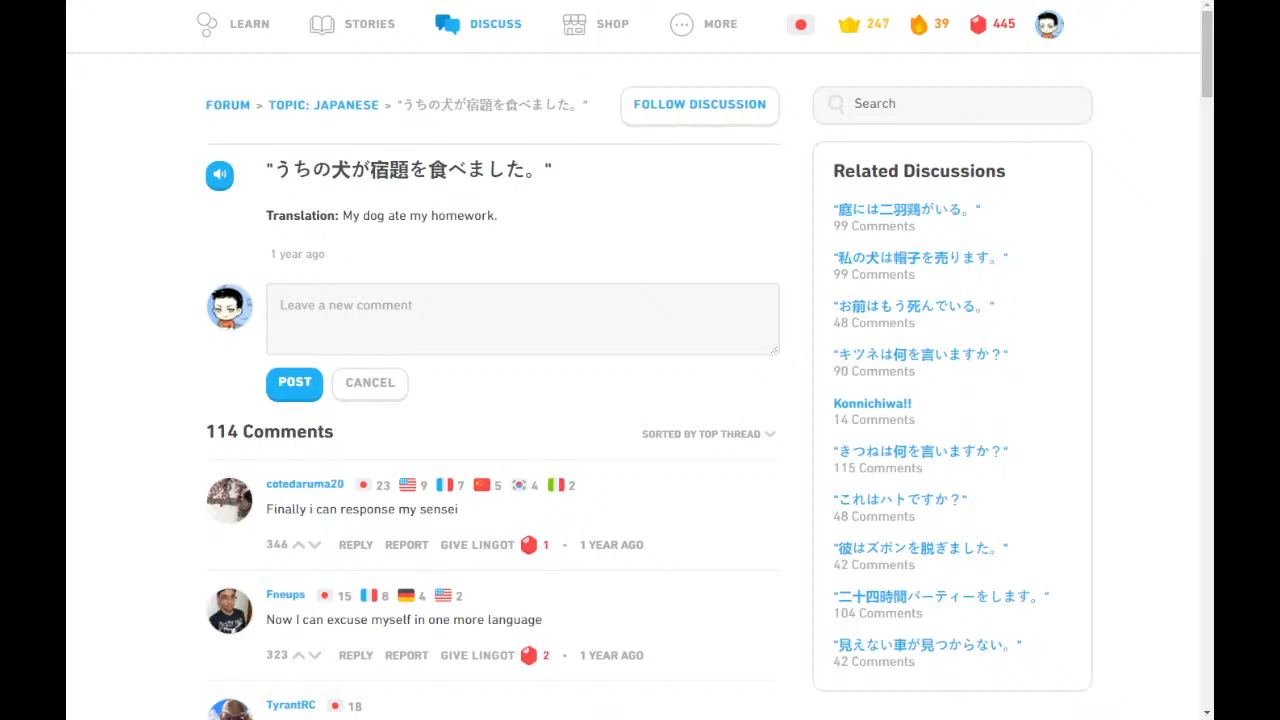 LEARN STORIES DISCUSS SHOP MORE 247 39 445
FORUM > TOPIC: JAPANESE > "うちの犬が宿題を食べました。"
FOLLOW DISCUSSION
Search
"うちの犬が宿題を食べました。"
Translation: My dog ate my homework.
1 year ago
Leave a new comment
POST CANCEL
114 Comments
SORTED BY TOP THREAD
cotedaruma20 23 9 7 5 4 2
Finally i can response my sensei
346 REPLY REPORT GIVE LINGOT 1 • 1 YEAR AGO
Fneups 15 8 4 2
Now I can excuse myself in one more language
323 REPLY REPORT GIVE LINGOT 2 • 1 YEAR AGO
TyrantRC 18
Related Discussions
"庭には二羽鶏がいる。"
99 Comments
"私の犬は帽子を売ります。"
99 Comments
"お前はもう死んでいる。"
48 Comments
"キツネは何を言いますか？"
90 Comments
Konnichiwa!!
14 Comments
"きつねは何を言いますか？"
115 Comments
"これはハトですか？"
48 Comments
"彼はズボンを脱ぎました。"
42 Comments
"二十四時間パーティーをします。"
104 Comments
"見えない車が見つからない。"
42 Comments